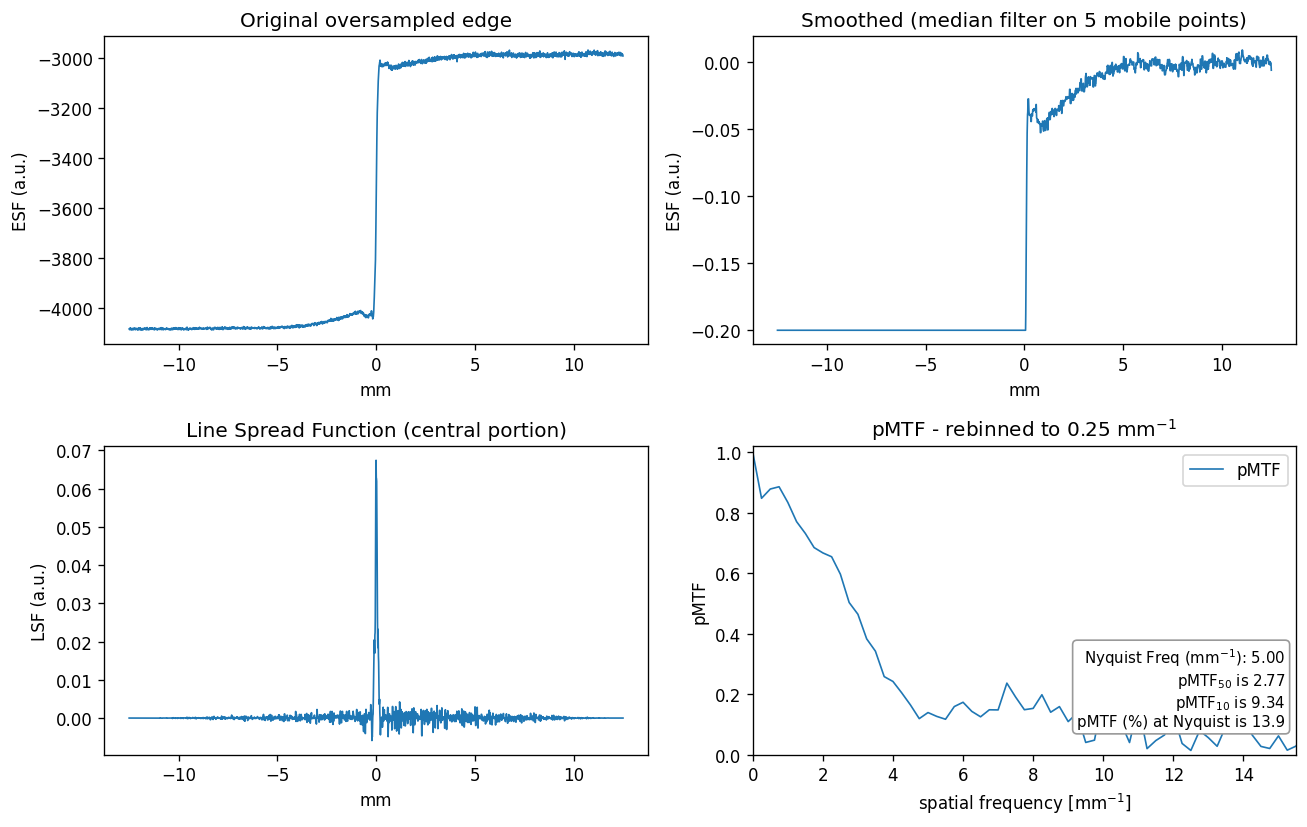 Original oversampled edge
ESF (a.u.)
−3000
−3200
−3400
−3600
−3800
−4000
−10
−5
0
5
10
mm
Smoothed (median filter on 5 mobile points)
ESF (a.u.)
0.00
−0.05
−0.10
−0.15
−0.20
−10
−5
0
5
10
mm
Line Spread Function (central portion)
LSF (a.u.)
0.07
0.06
0.05
0.04
0.03
0.02
0.01
0.00
−10
−5
0
5
10
mm
pMTF - rebinned to 0.25 mm⁻¹
pMTF
1.0
0.8
0.6
0.4
0.2
0.0
pMTF
Nyquist Freq (mm⁻¹): 5.00
pMTF₅₀ is 2.77
pMTF₁₀ is 9.34
pMTF (%) at Nyquist is 13.9
0
2
4
6
8
10
12
14
spatial frequency [mm⁻¹]